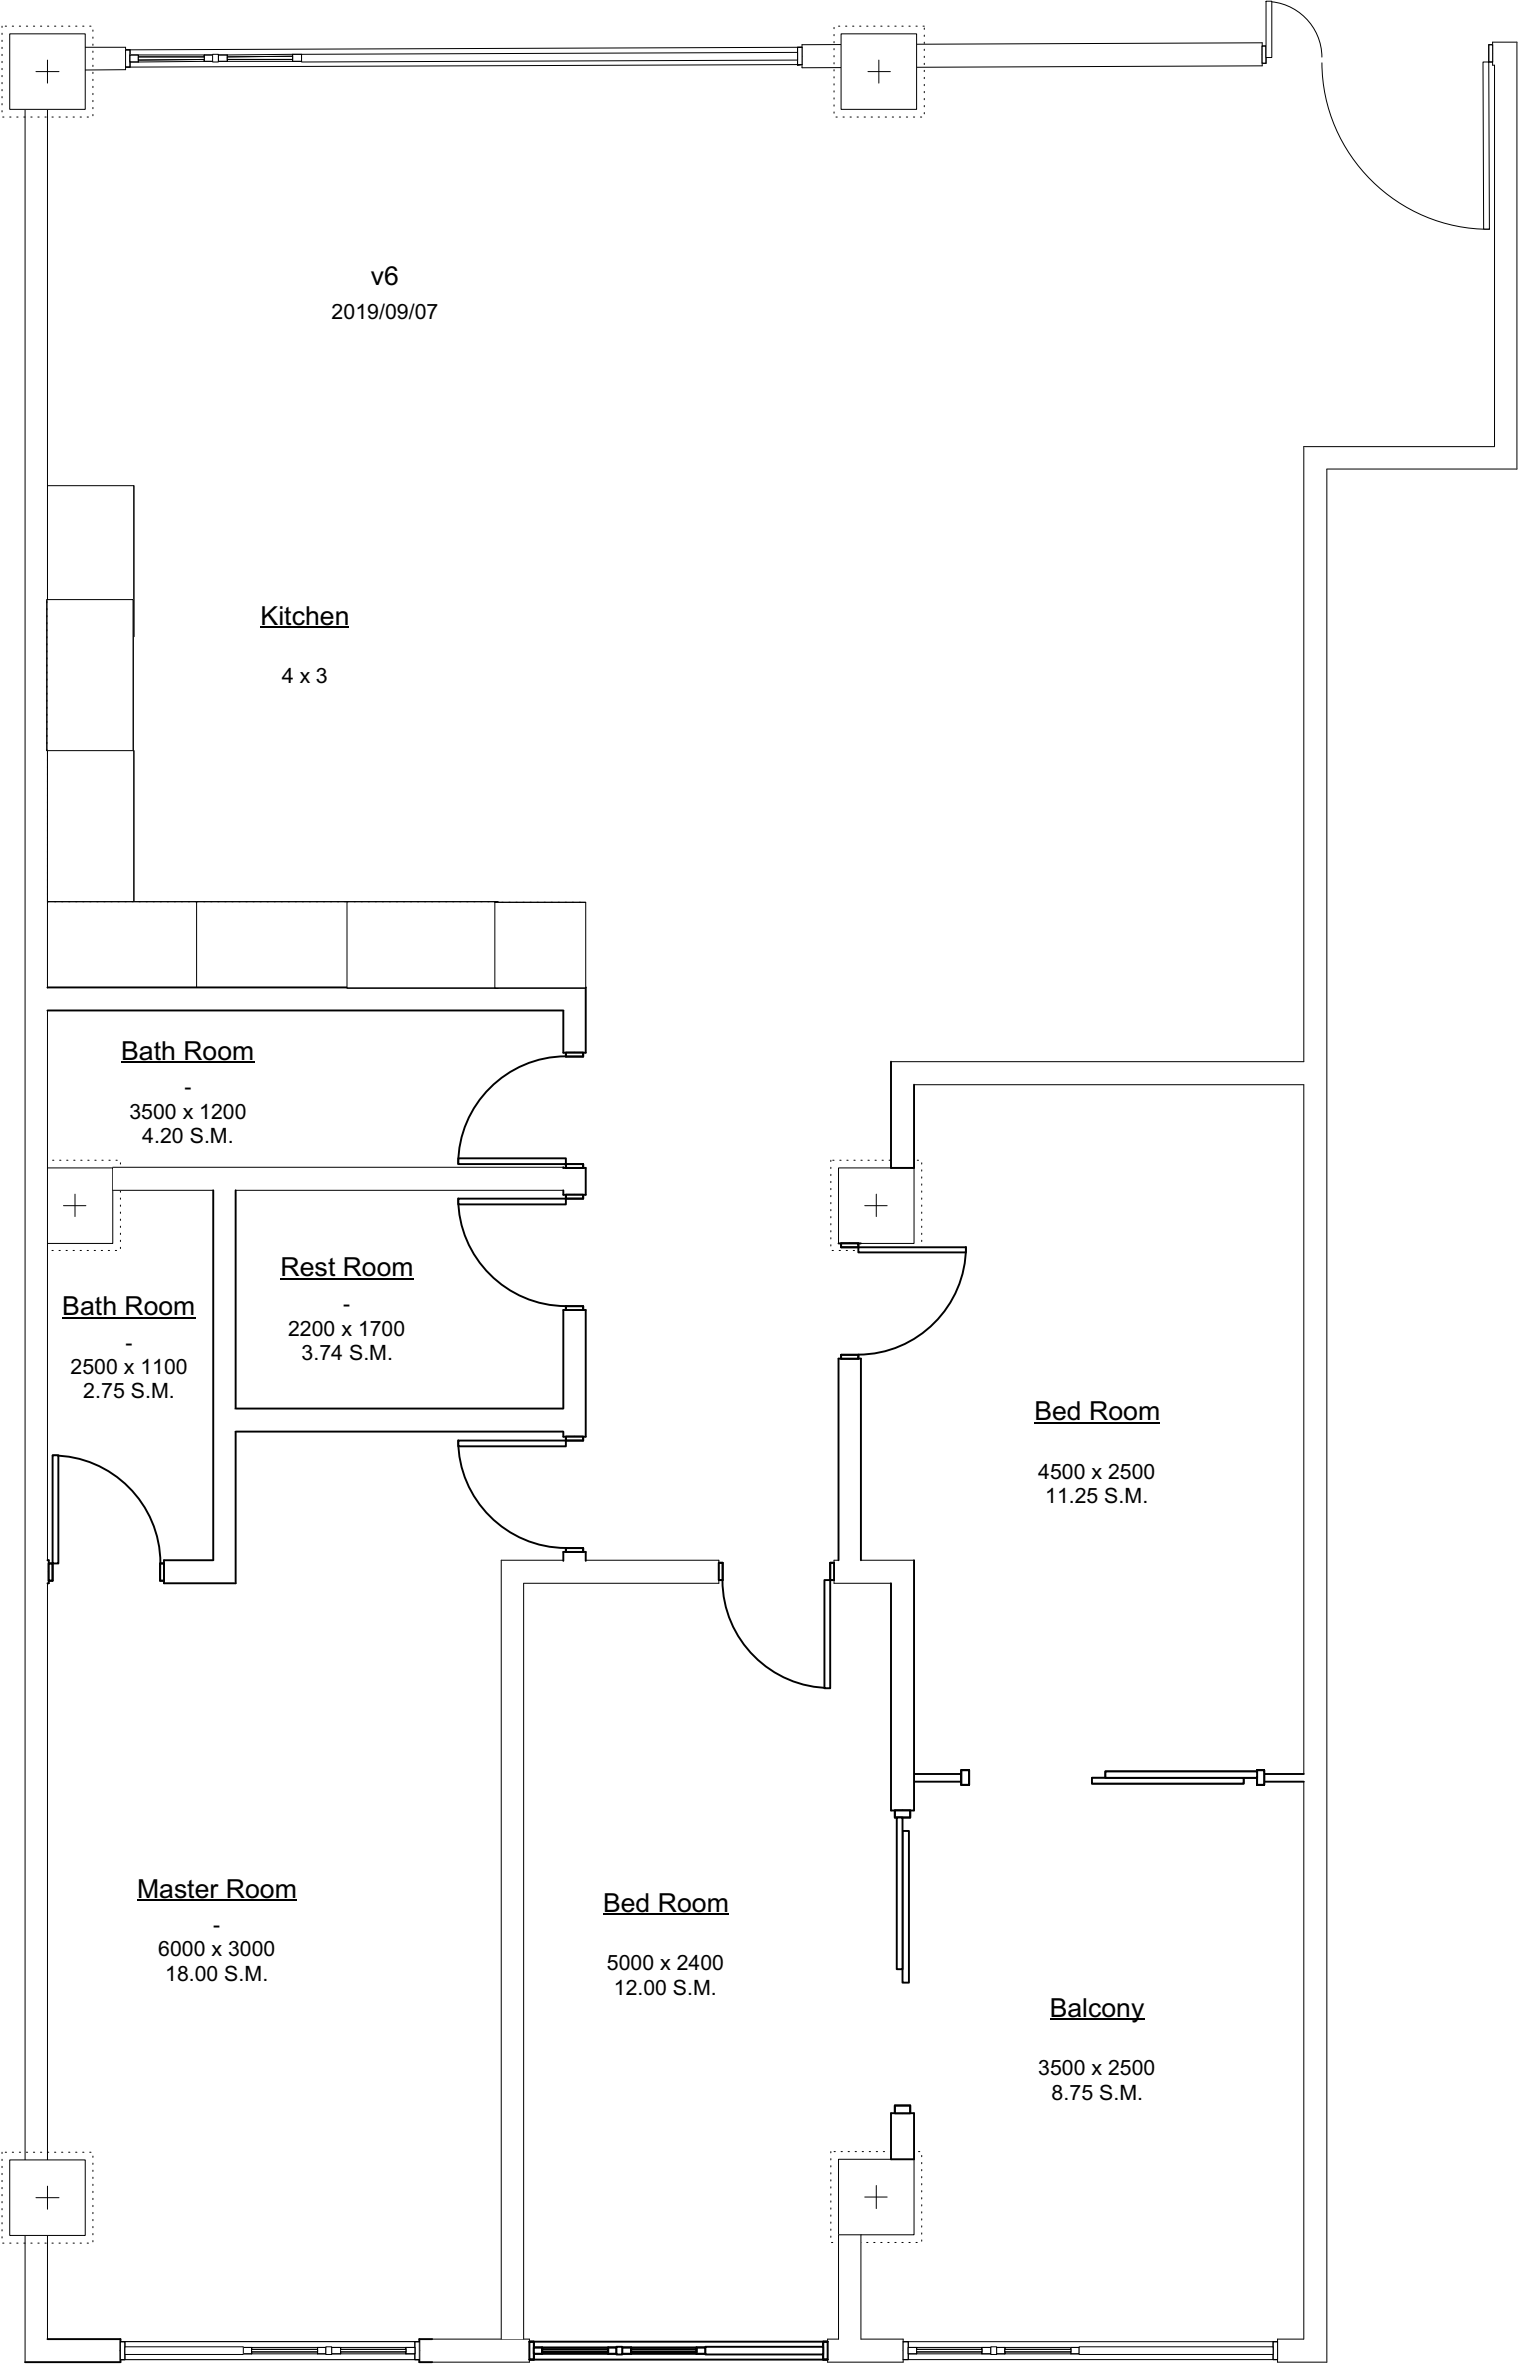 v6
2019/09/07
Kitchen
4 x 3
Bath Room
-
3500 x 1200
4.20 S.M.
Rest Room
-
2200 x 1700
3.74 S.M.
Bath Room
-
2500 x 1100
2.75 S.M.
Bed Room
4500 x 2500
11.25 S.M.
Master Room
-
6000 x 3000
18.00 S.M.
Bed Room
5000 x 2400
12.00 S.M.
Balcony
3500 x 2500
8.75 S.M.